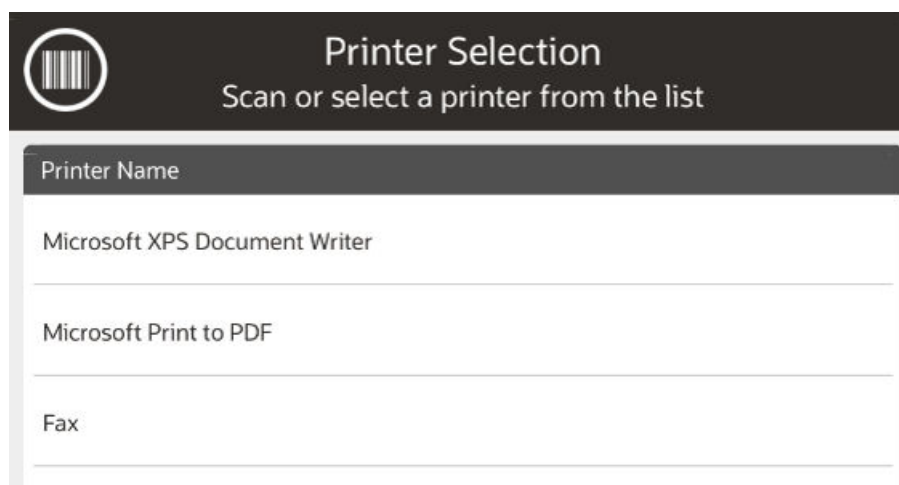 Printer Selection
Scan or select a printer from the list
Printer Name
Microsoft XPS Document Writer
Microsoft Print to PDF
Fax